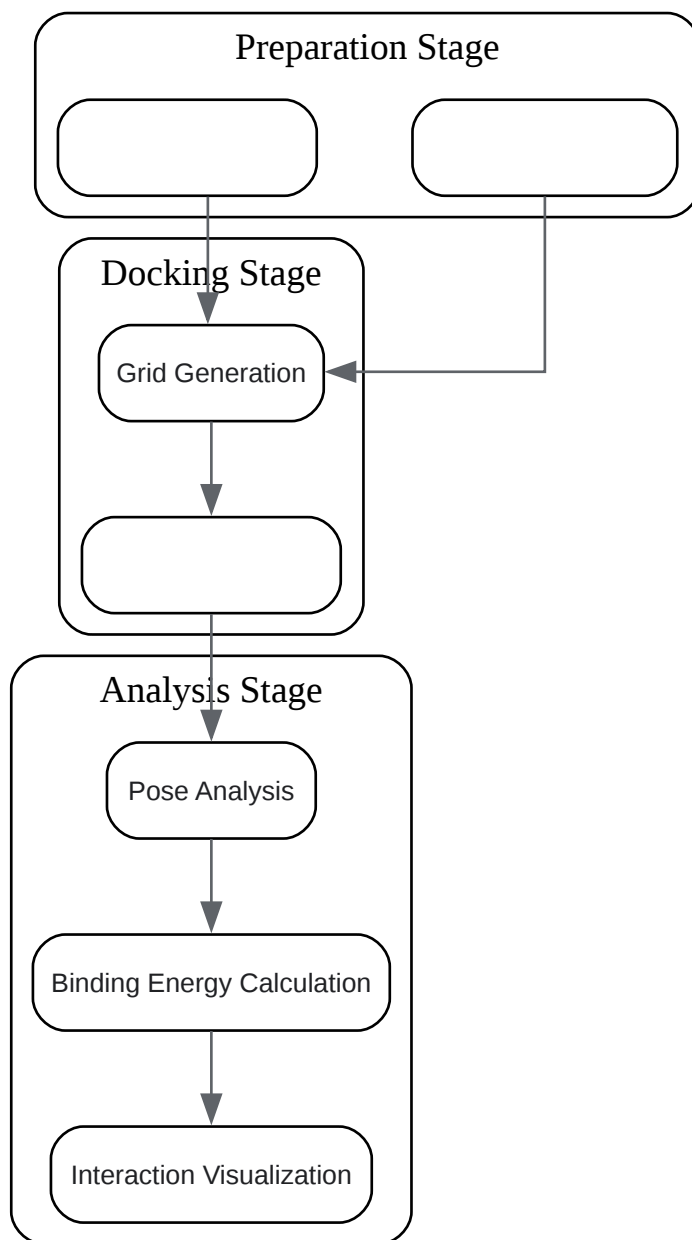 Preparation Stage
Docking Stage
Grid Generation
Analysis Stage
Pose Analysis
Binding Energy Calculation
Interaction Visualization